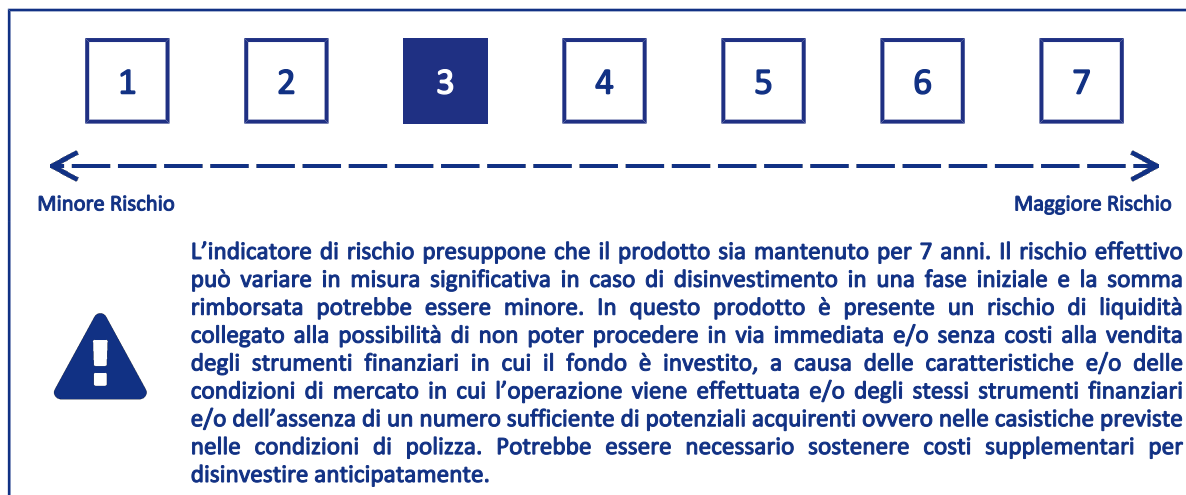 1 2 3 4 5 6 7
Minore Rischio Maggiore Rischio
L’indicatore di rischio presuppone che il prodotto sia mantenuto per 7 anni. Il rischio effettivo
può variare in misura significativa in caso di disinvestimento in una fase iniziale e la somma
rimborsata potrebbe essere minore. In questo prodotto è presente un rischio di liquidità
collegato alla possibilità di non poter procedere in via immediata e/o senza costi alla vendita
degli strumenti finanziari in cui il fondo è investito, a causa delle caratteristiche e/o delle
condizioni di mercato in cui l’operazione viene effettuata e/o degli stessi strumenti finanziari
e/o dell’assenza di un numero sufficiente di potenziali acquirenti ovvero nelle casistiche previste
nelle condizioni di polizza. Potrebbe essere necessario sostenere costi supplementari per
disinvestire anticipatamente.